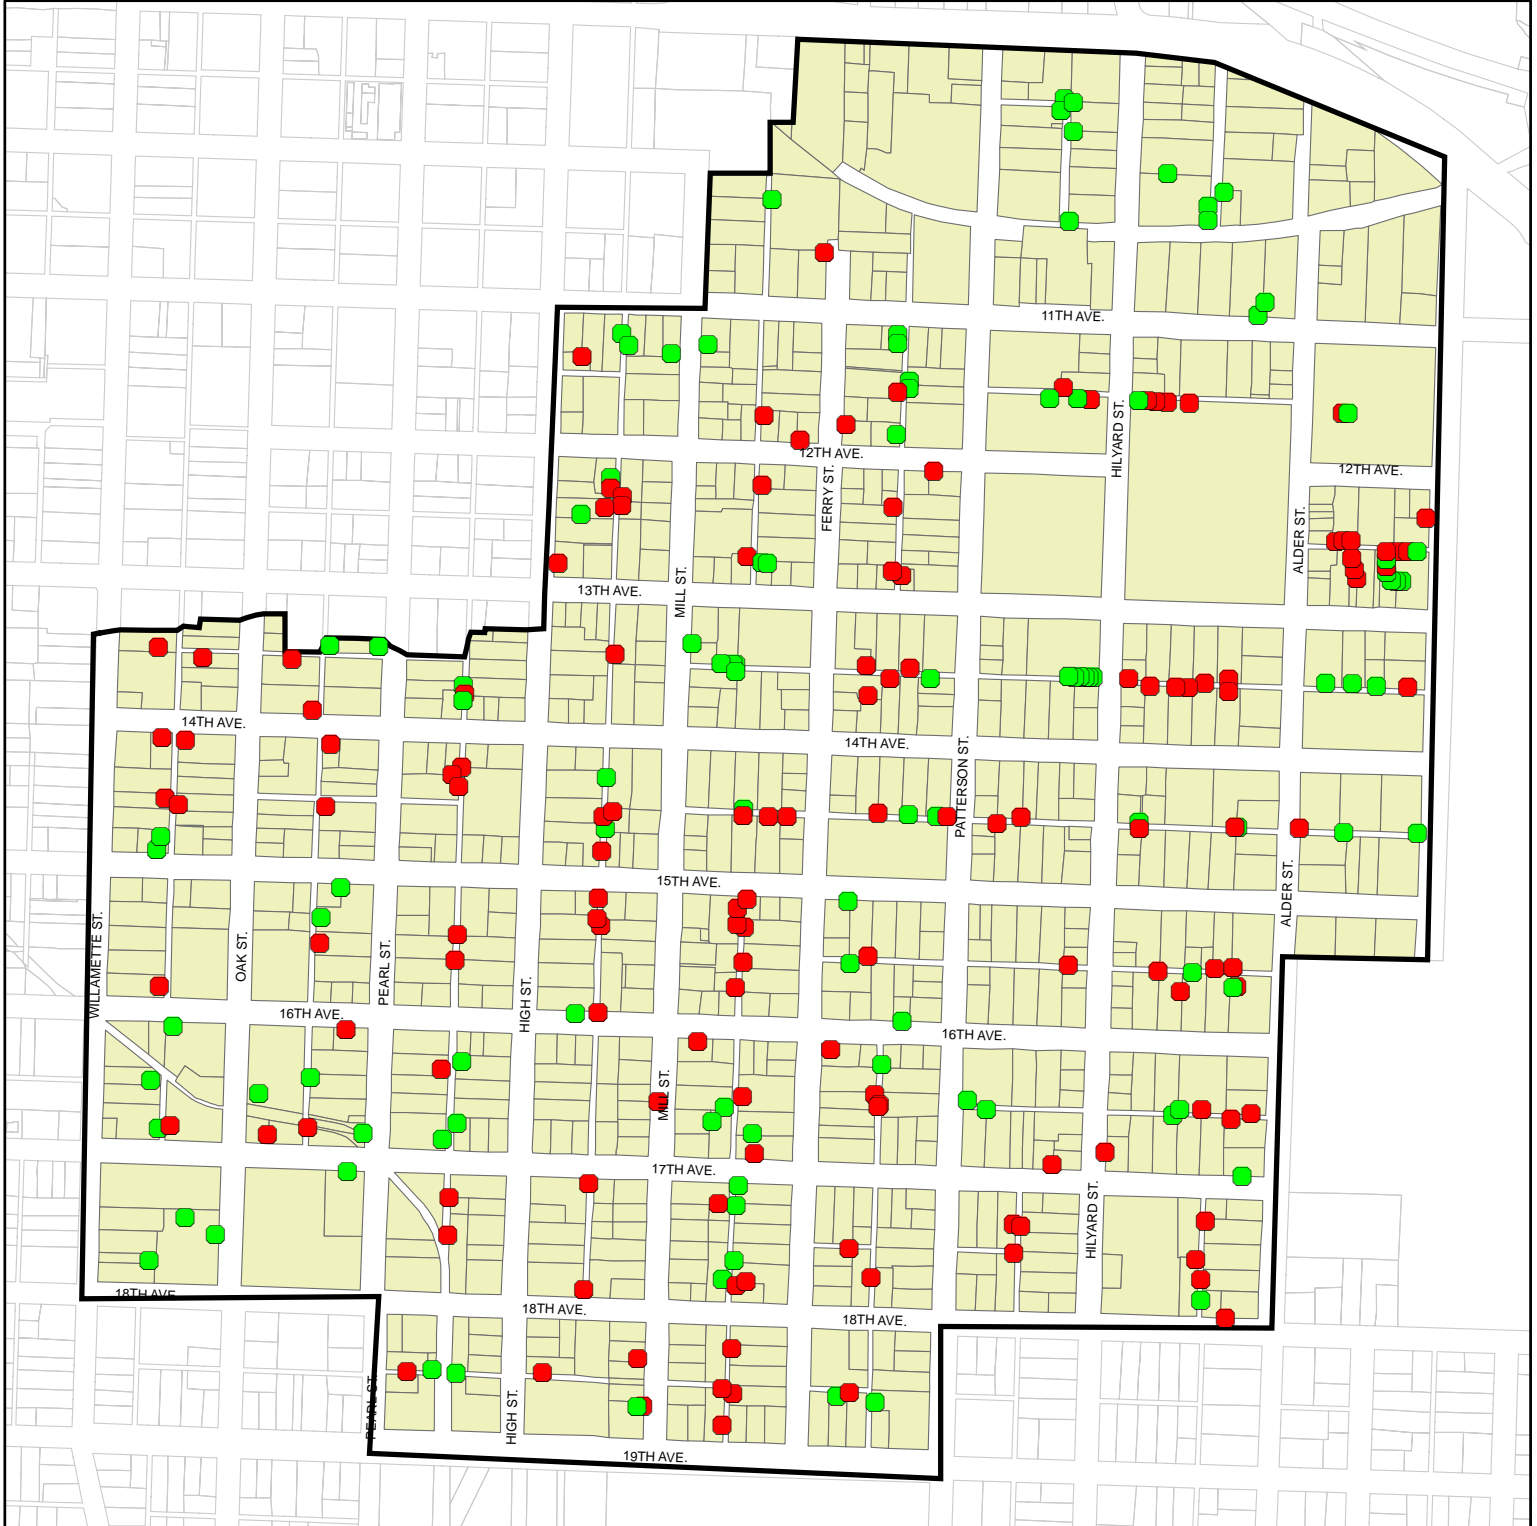 11TH AVE.
12TH AVE.
HILYARD ST.
12TH AVE.
FERRY ST.
ALDER ST.
13TH AVE.
MILL ST.
14TH AVE.
14TH AVE.
PATTERSON ST.
15TH AVE.
ALDER ST.
WILLAMETTE ST.
OAK ST.
PEARL ST.
HIGH ST.
16TH AVE.
16TH AVE.
MILL ST.
17TH AVE.
HILYARD ST.
18TH AVE.
18TH AVE.
18TH AVE.
PEARL ST.
HIGH ST.
19TH AVE.